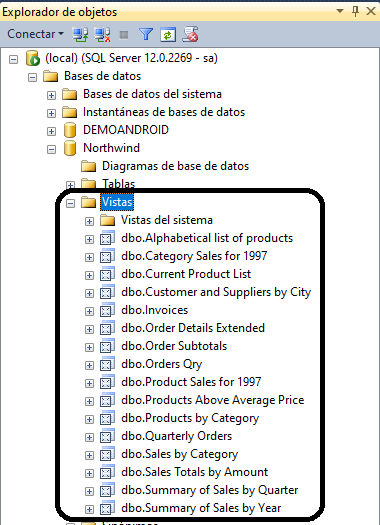 Explorador de objetos
Conectar
(local) (SQL Server 12.0.2269 - sa)
Bases de datos
Bases de datos del sistema
Instantáneas de bases de datos
DEMOANDROID
Northwind
Diagramas de base de datos
Tablas
Vistas
Vistas del sistema
dbo.Alphabetical list of products
dbo.Category Sales for 1997
dbo.Current Product List
dbo.Customer and Suppliers by City
dbo.Invoices
dbo.Order Details Extended
dbo.Order Subtotals
dbo.Orders Qry
dbo.Product Sales for 1997
dbo.Products Above Average Price
dbo.Products by Category
dbo.Quarterly Orders
dbo.Sales by Category
dbo.Sales Totals by Amount
dbo.Summary of Sales by Quarter
dbo.Summary of Sales by Year